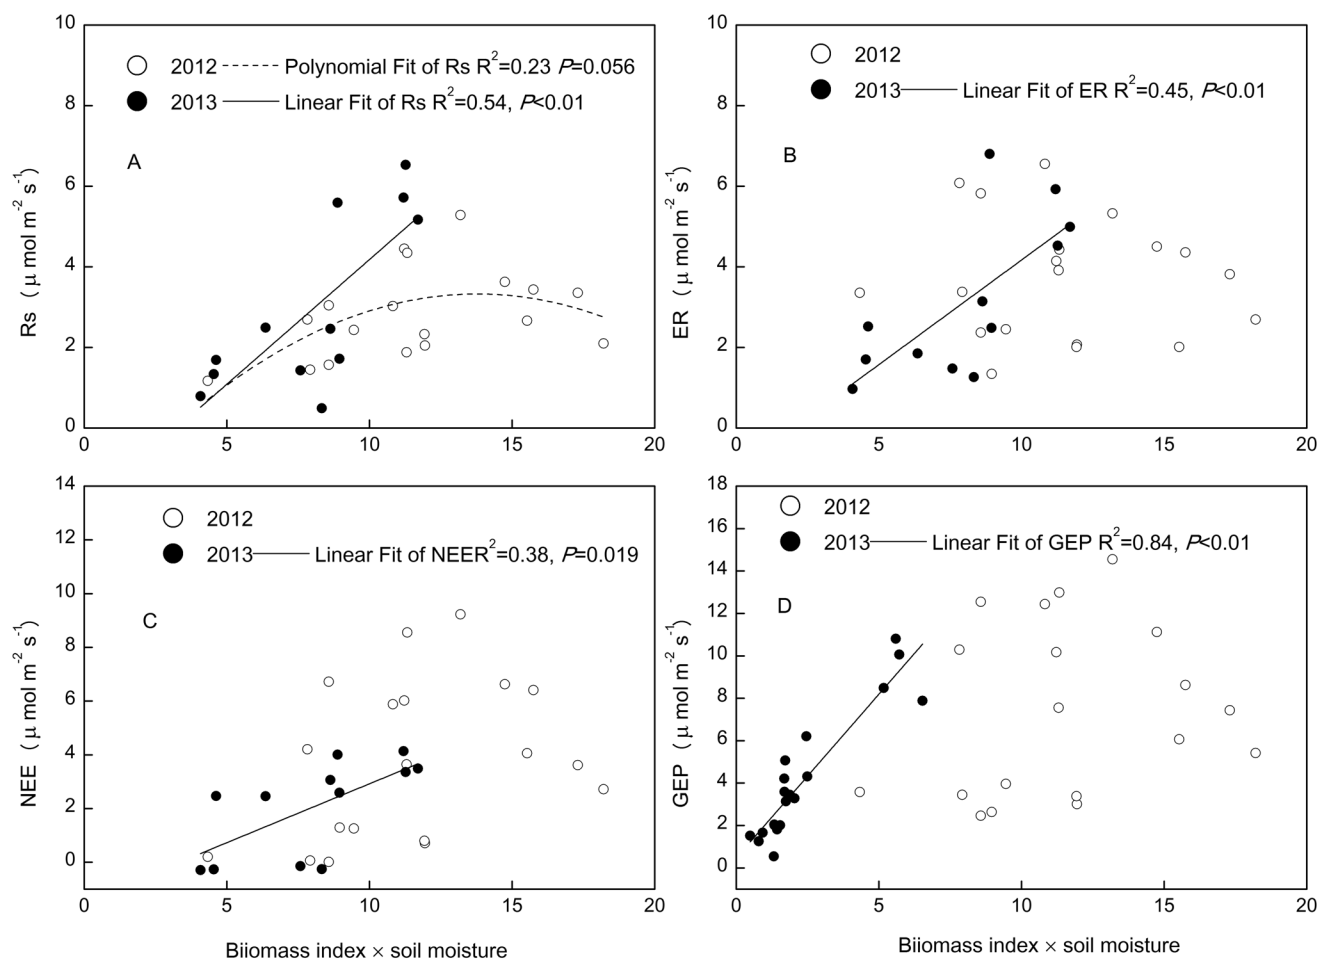 10
8
6
4
2
0
0 5 10 15 20
Rs ( μ mol m⁻² s⁻¹)
2012 Polynomial Fit of Rs R²=0.23 P=0.056
2013 Linear Fit of Rs R²=0.54, P<0.01
A
10
8
6
4
2
0
0 5 10 15 20
ER ( μ mol m⁻² s⁻¹)
2012
2013 Linear Fit of ER R²=0.45, P<0.01
B
14
12
10
8
6
4
2
0
0 5 10 15 20
NEE ( μ mol m⁻² s⁻¹)
2012
2013 Linear Fit of NEER²=0.38, P=0.019
C
Biiomass index × soil moisture
18
16
14
12
10
8
6
4
2
0
0 5 10 15 20
GEP ( μ mol m⁻² s⁻¹)
2012
2013 Linear Fit of GEP R²=0.84, P<0.01
D
Biiomass index × soil moisture